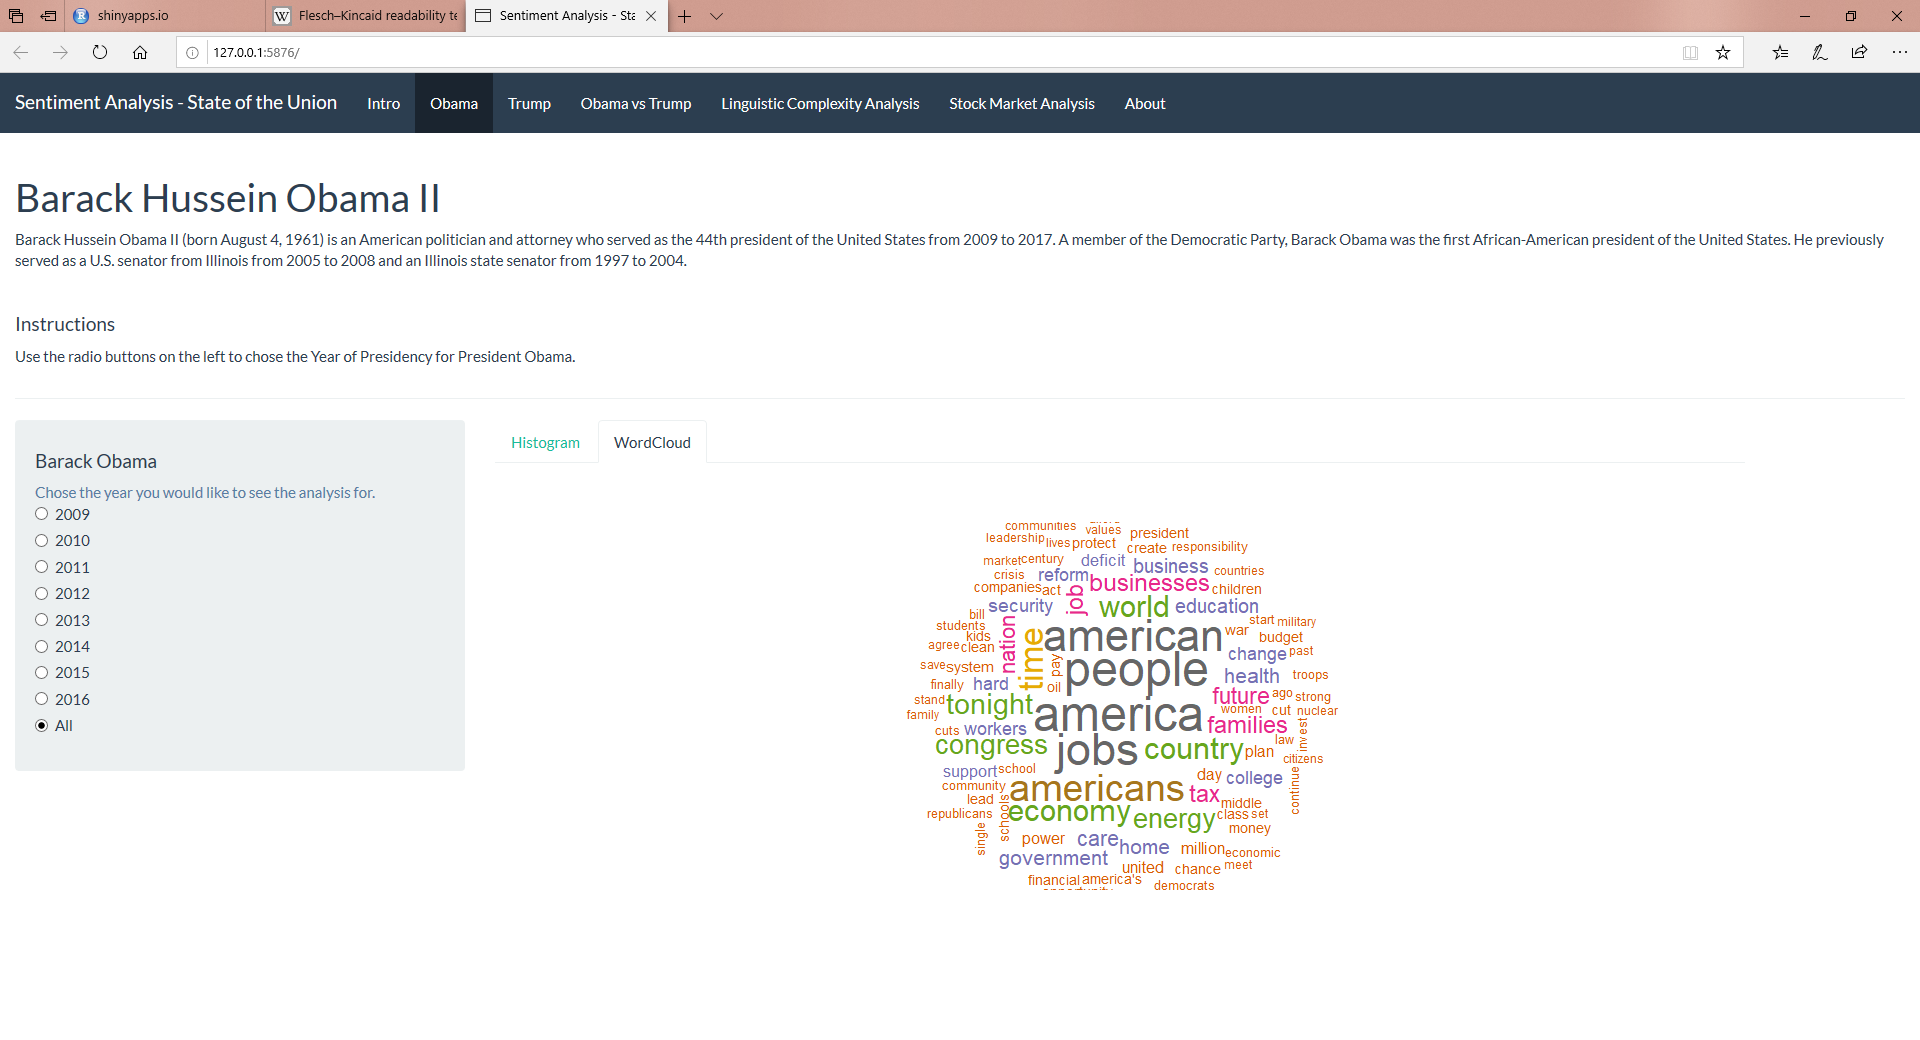 shinyapps.io
Flesch–Kincaid readability te
Sentiment Analysis - Sta
127.0.0.1:5876/
Sentiment Analysis - State of the Union Intro Obama Trump Obama vs Trump Linguistic Complexity Analysis Stock Market Analysis About
Barack Hussein Obama II
Barack Hussein Obama II (born August 4, 1961) is an American politician and attorney who served as the 44th president of the United States from 2009 to 2017. A member of the Democratic Party, Barack Obama was the first African-American president of the United States. He previously
served as a U.S. senator from Illinois from 2005 to 2008 and an Illinois state senator from 1997 to 2004.
Instructions
Use the radio buttons on the left to chose the Year of Presidency for President Obama.
Barack Obama
Chose the year you would like to see the analysis for.
2009
2010
2011
2012
2013
2014
2015
2016
All
Histogram WordCloud
communities
values president
leadership lives protect create responsibility
market century deficit business countries
crisis reform businesses
companies act job children
security world education
bill
students nation time american war start military
kids budget
agree clean change past
save system pay people health troops
finally hard oil future ago strong
stand tonight women cut nuclear
family america families
cuts workers law invest
congress jobs country plan citizens
support school day college
community americans continue
lead tax middle
republicans schools economy energy class set
single money
power care home million economic
government united chance meet
financial america's democrats